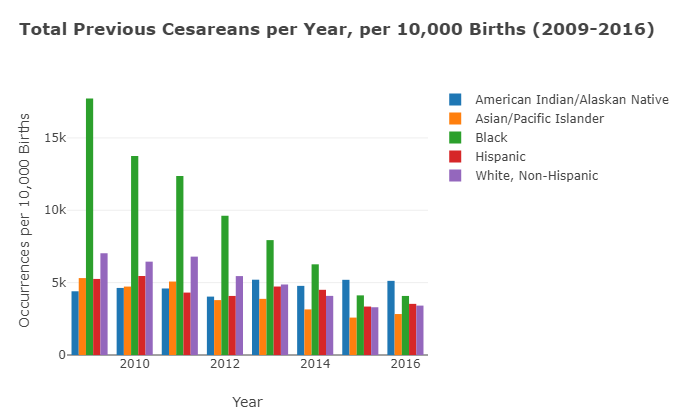 Total Previous Cesareans per Year, per 10,000 Births (2009-2016)
American Indian/Alaskan Native
Asian/Pacific Islander
Black
Hispanic
White, Non-Hispanic
Occurrences per 10,000 Births
15k
10k
5k
0
2010
2012
2014
2016
Year